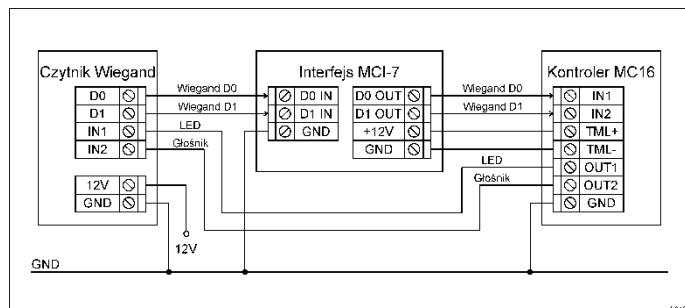 Czytnik Wiegand
Interfejs MCI-7
Kontroler MC16
D0
D1
IN1
IN2
12V
GND
Wiegand D0
Wiegand D1
LED
Głośnik
D0 IN
D1 IN
GND
D0 OUT
D1 OUT
+12V
GND
Wiegand D0
Wiegand D1
LED
Głośnik
IN1
IN2
TML+
TML-
OUT1
OUT2
GND
12V
GND